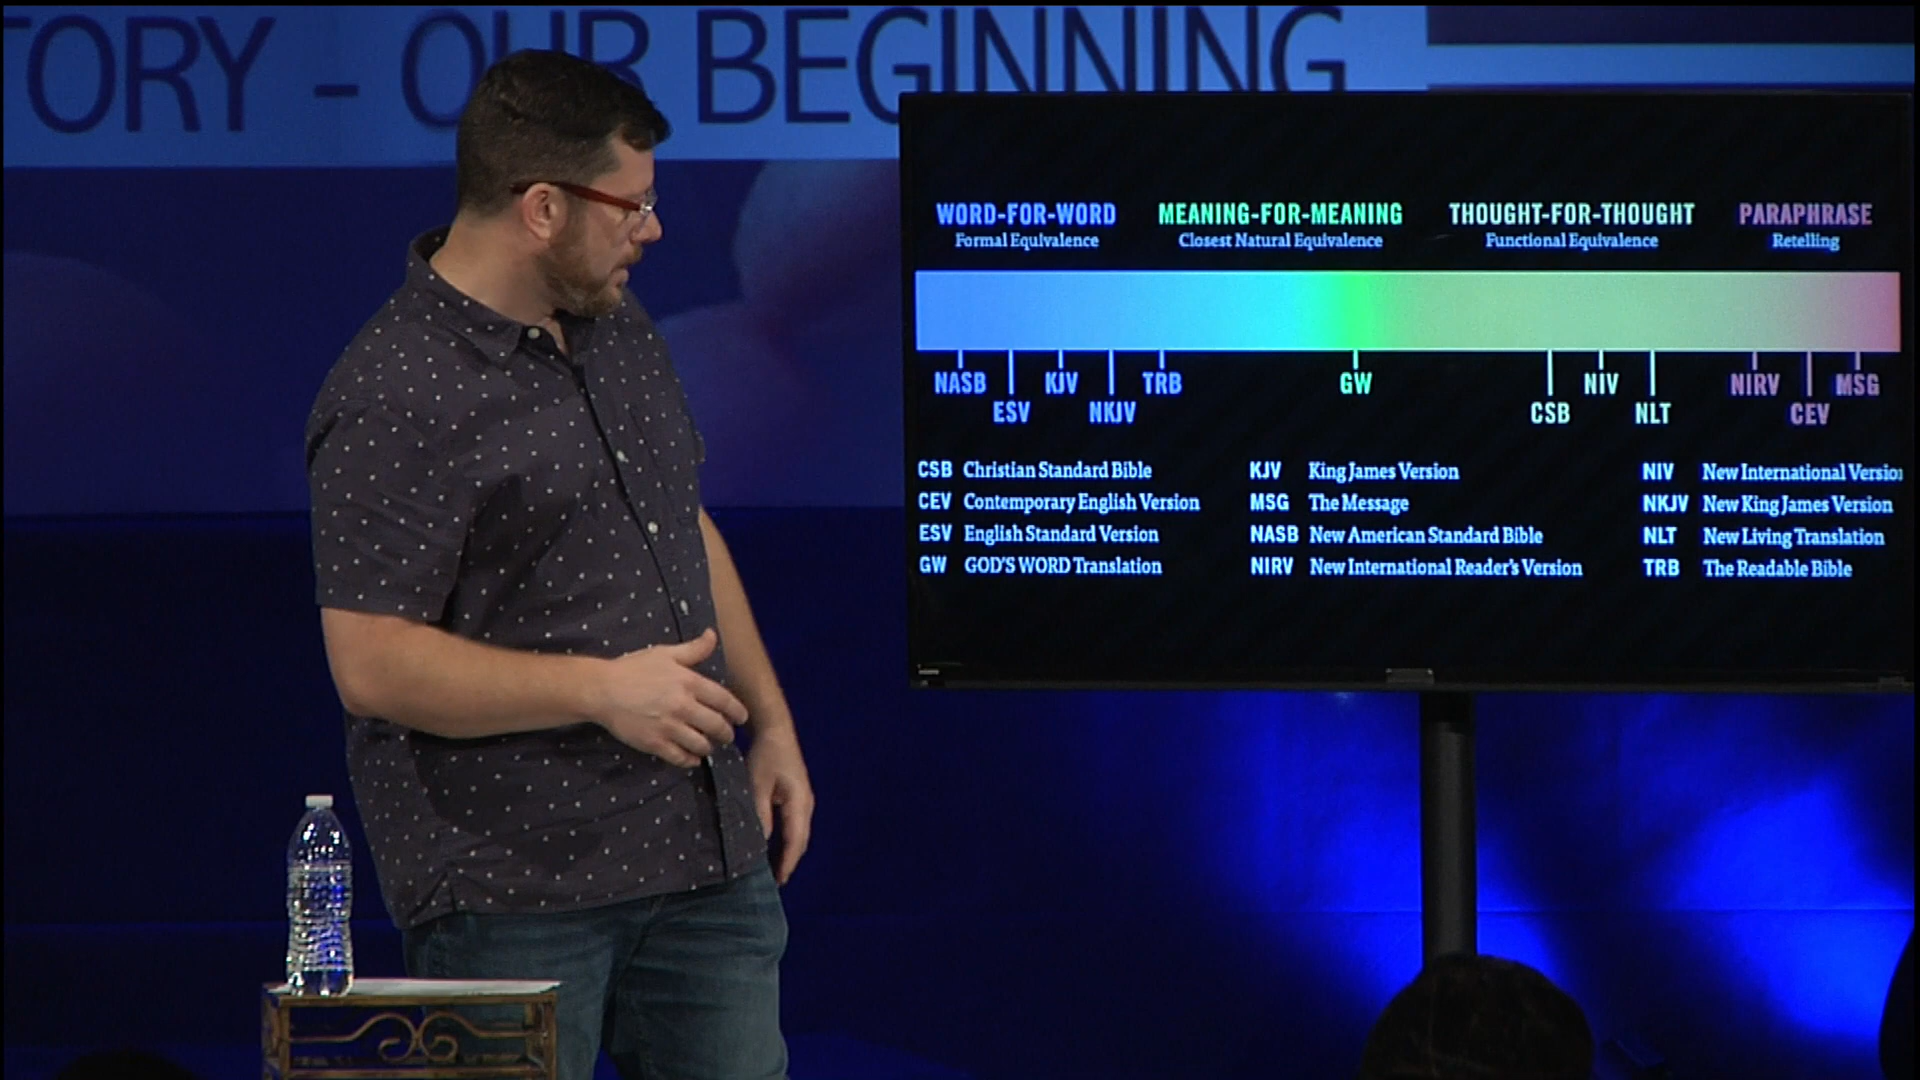 TORY - OUR BEGINNING
WORD-FOR-WORD MEANING-FOR-MEANING THOUGHT-FOR-THOUGHT PARAPHRASE
Formal Equivalence Closest Natural Equivalence Functional Equivalence Retelling
NASB KJV TRB GW NIV NIRV MSG
ESV NKJV CSB NLT CEV
CSB Christian Standard Bible KJV King James Version NIV New International Versio
CEV Contemporary English Version MSG The Message NKJV New King James Version
ESV English Standard Version NASB New American Standard Bible NLT New Living Translation
GW GOD'S WORD Translation NIRV New International Reader's Version TRB The Readable Bible